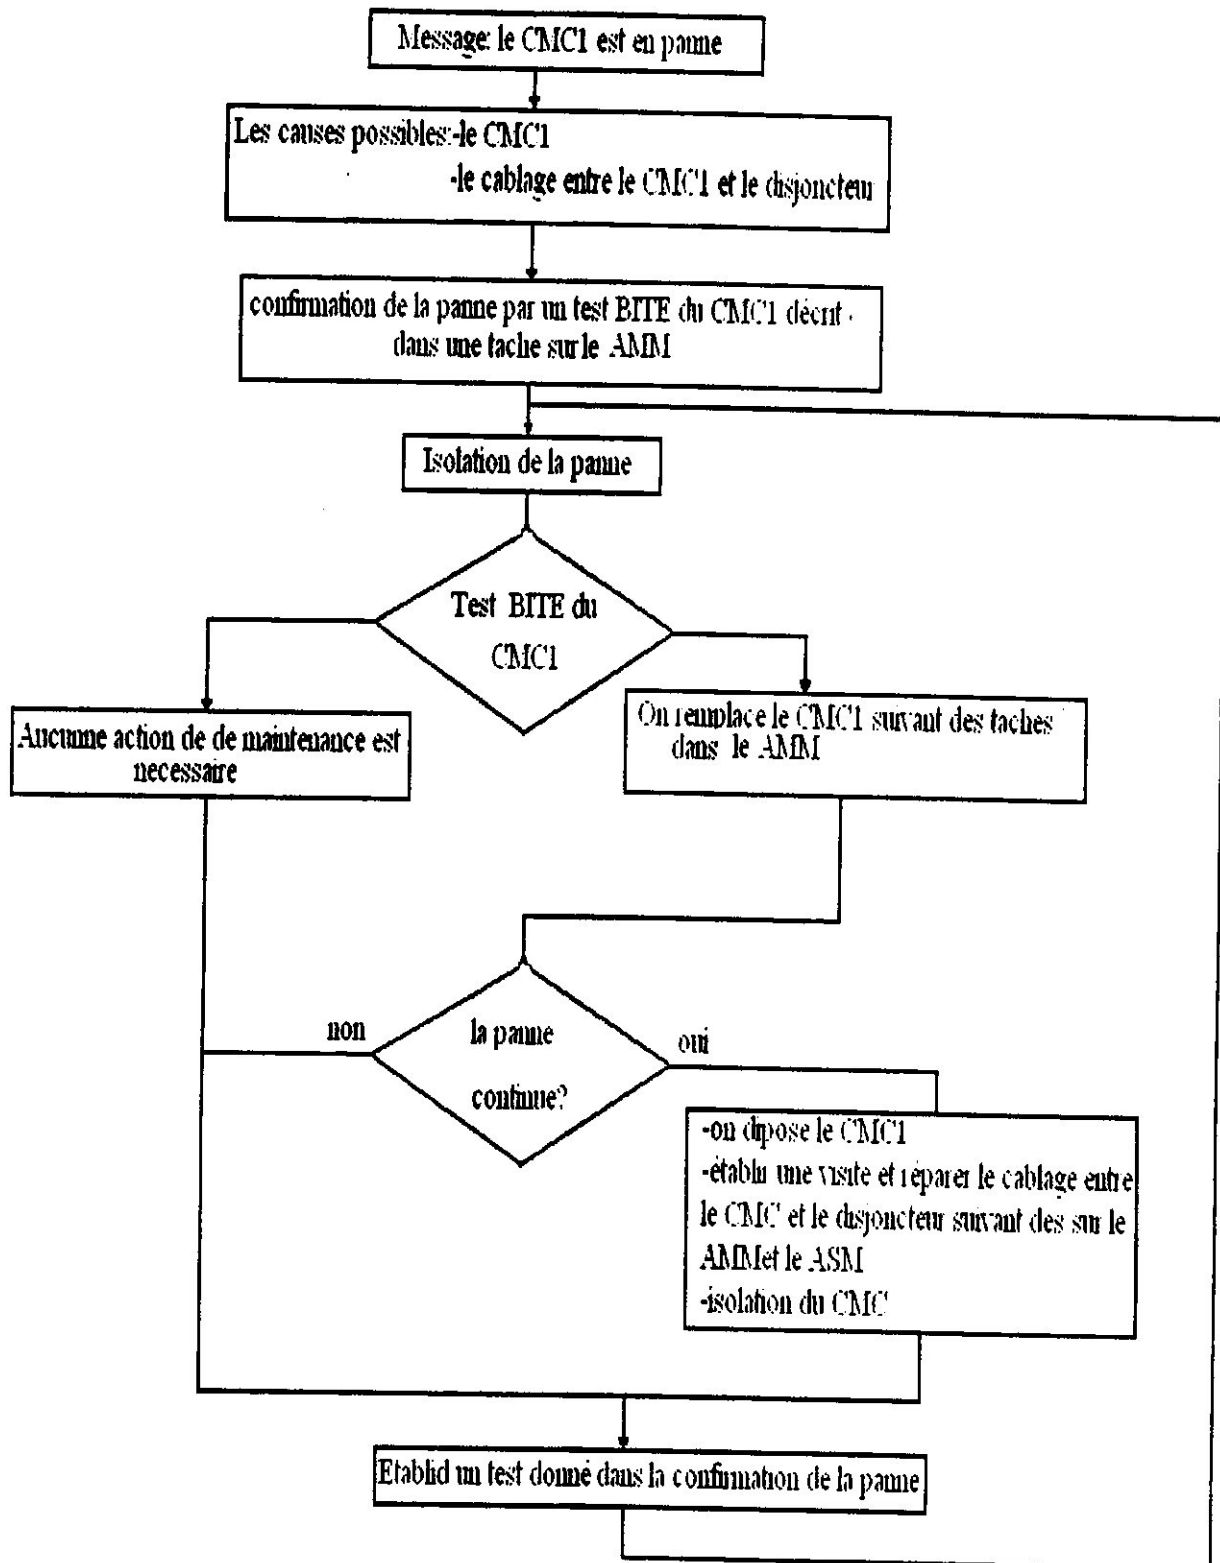 Message: le CMC1 est en panne
Les causes possibles:-le CMC1
-le cablage entre le CMC1 et le disjoncteur
confirmation de la panne par un test BITE du CMC1 décrit
dans une tache sur le AMM
Isolation de la panne
Test BITE du
CMC1
Aucunne action de de maintenance est
necessaire
On remplace le CMC1 suivant des taches
dans le AMM
non
la panne
continue?
oui
-on dipose le CMC1
-établi une visite et réparer le cablage entre
le CMC et le disjoncteur suivant des sur le
AMMet le ASM
-isolation du CMC
Etablid un test donné dans la confirmation de la panne